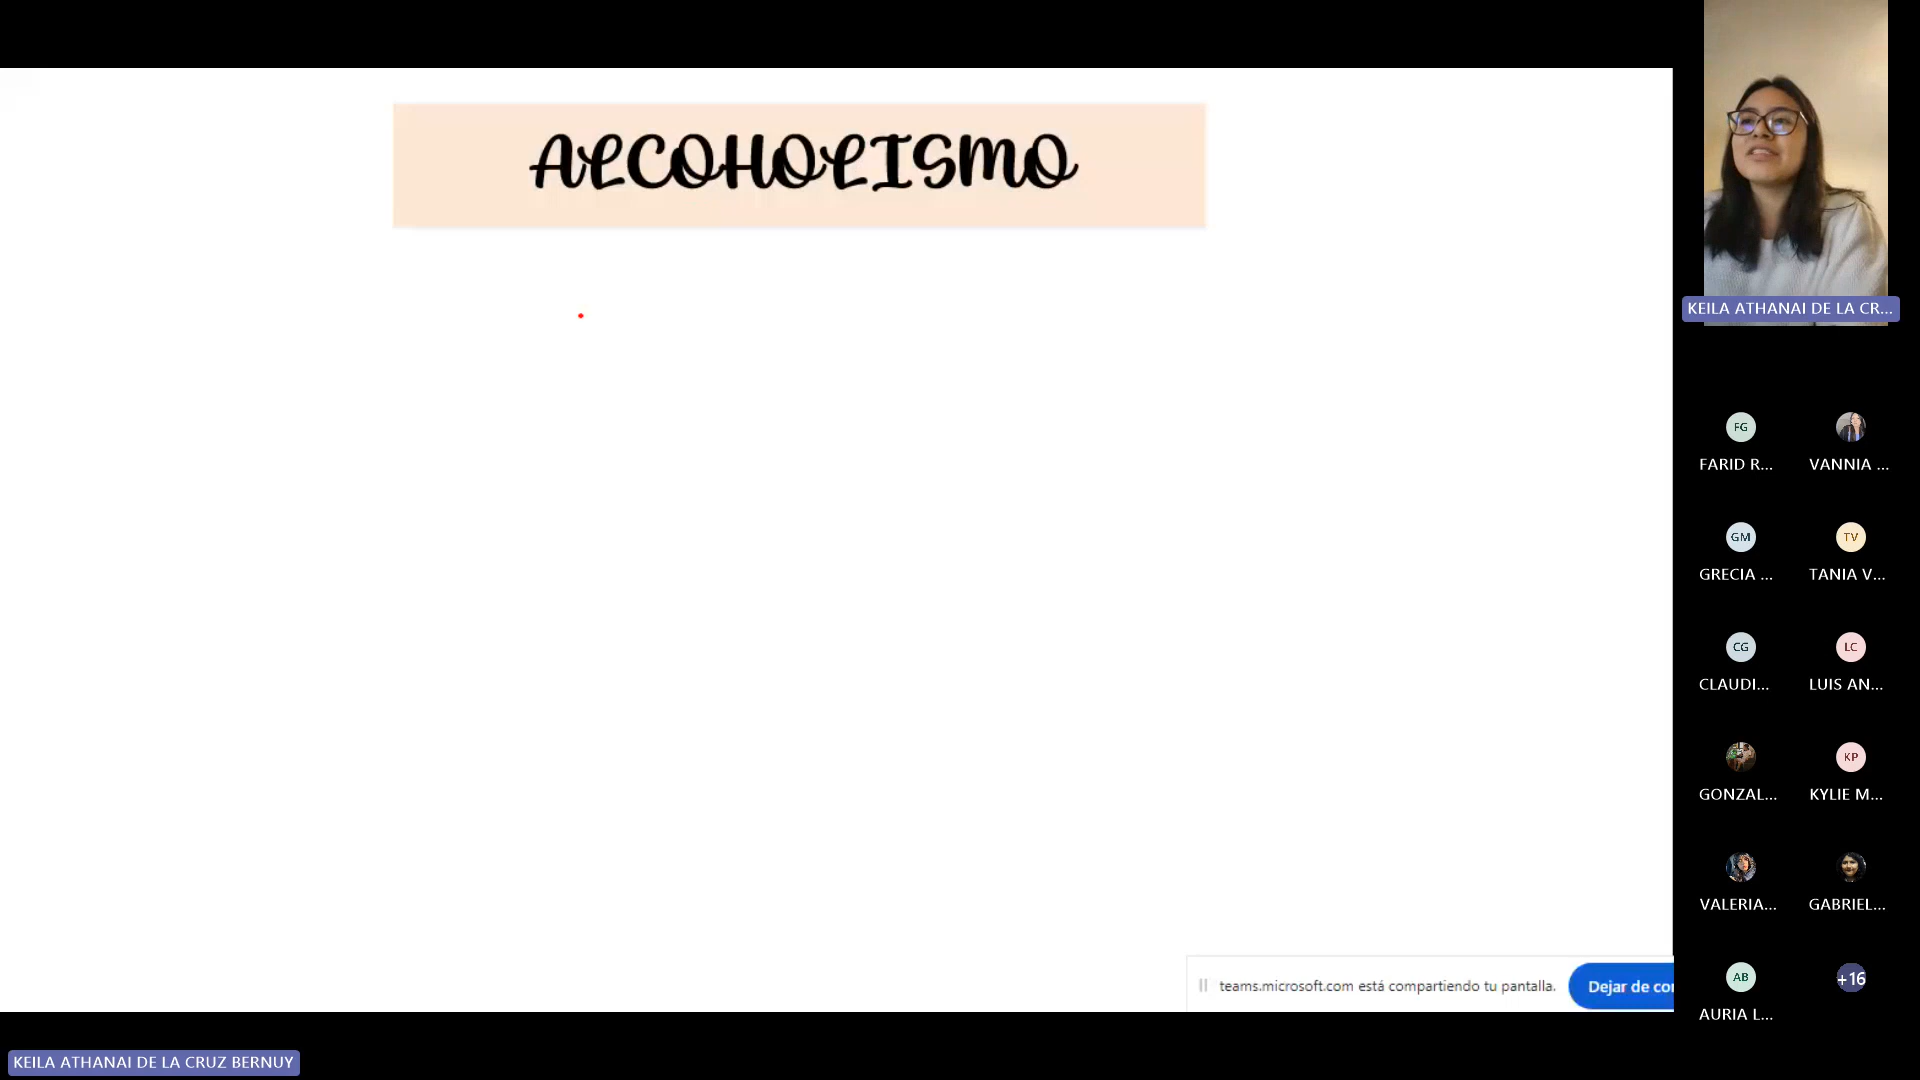 ALCOHOLISMO
KEILA ATHANAI DE LA CR...
FG
FARID R...
VANNIA ...
GM
GRECIA ...
TV
TANIA V...
CG
CLAUDI...
LC
LUIS AN...
GONZAL...
KP
KYLIE M...
VALERIA...
GABRIEL...
AB
AURIA L...
+16
teams.microsoft.com está compartiendo tu pantalla.
Dejar de co
KEILA ATHANAI DE LA CRUZ BERNUY